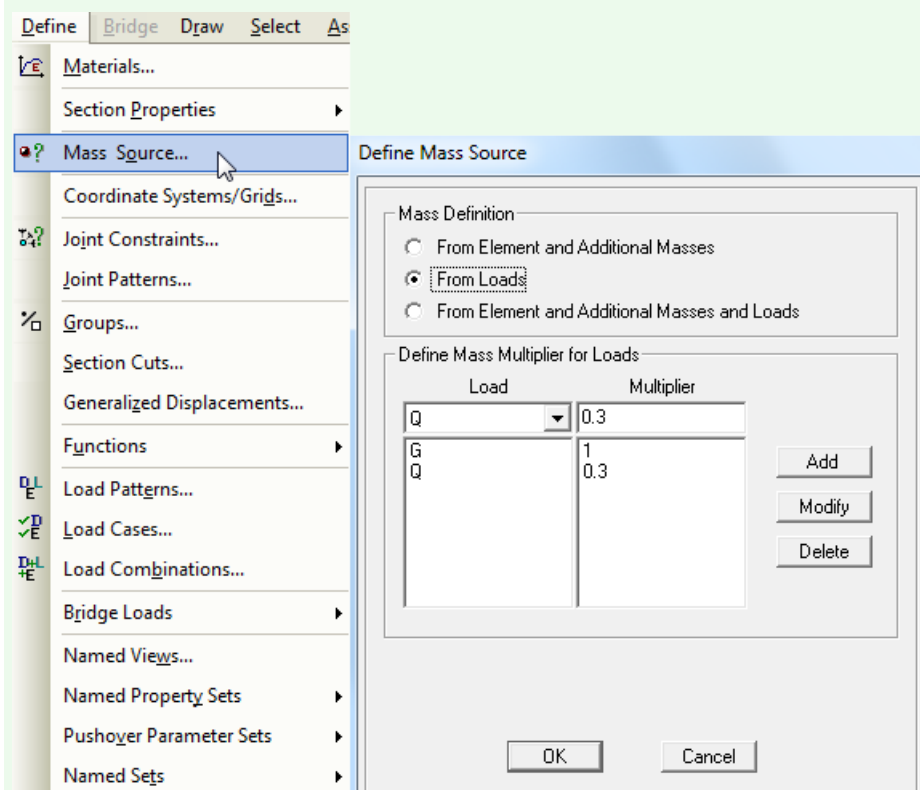 Define Bridge Draw Select As
Materials...
Section Properties
Mass Source...
Coordinate Systems/Grids...
Joint Constraints...
Joint Patterns...
Groups...
Section Cuts...
Generalized Displacements...
Functions
Load Patterns...
Load Cases...
Load Combinations...
Bridge Loads
Named Views...
Named Property Sets
Pushover Parameter Sets
Named Sets
Define Mass Source
Mass Definition
From Element and Additional Masses
From Loads
From Element and Additional Masses and Loads
Define Mass Multiplier for Loads
Load Multiplier
Q 0.3
G 1
Q 0.3
Add
Modify
Delete
OK Cancel